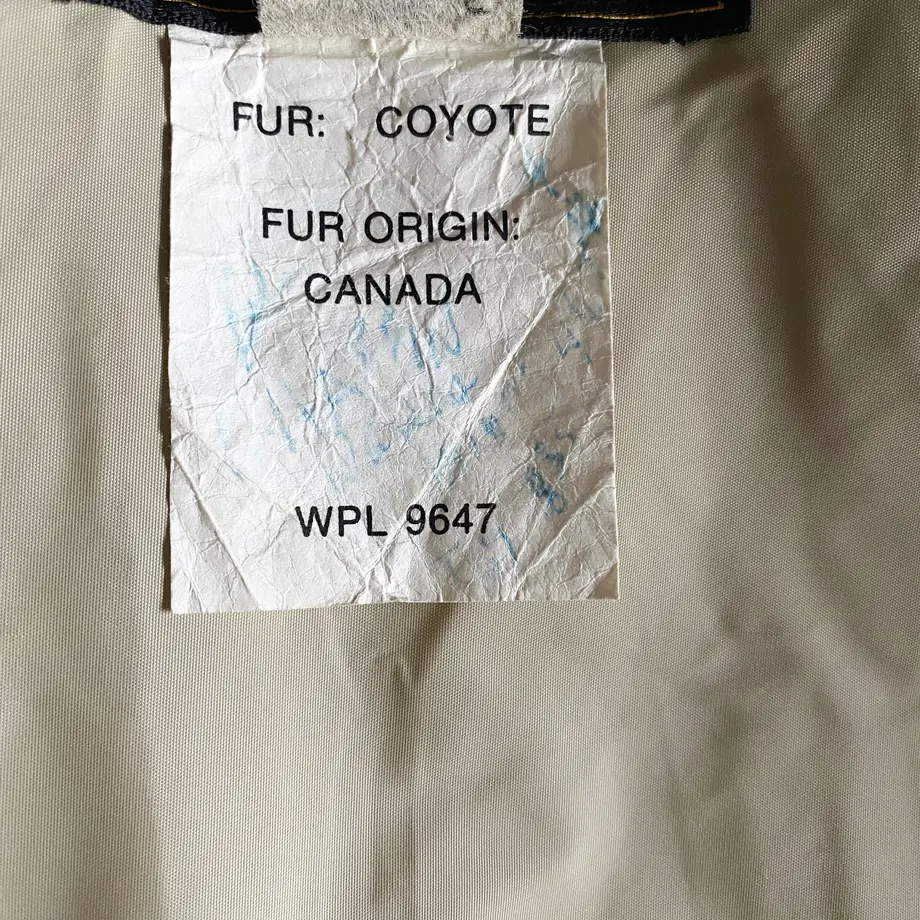 FUR: COYOTE
FUR ORIGIN:
CANADA
WPL 9647